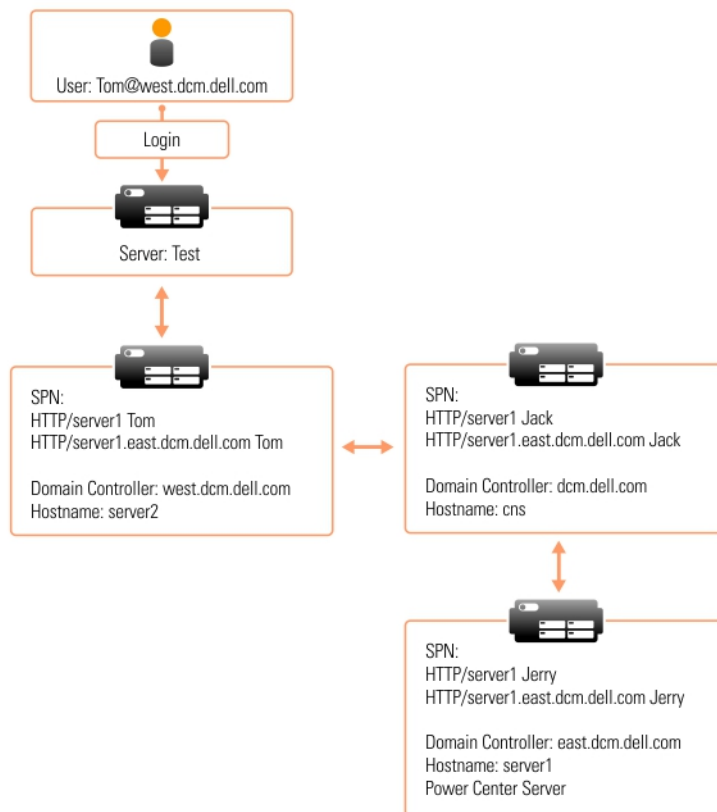 User: Tom@west.dcm.dell.com
Login
Server: Test
SPN:
HTTP/server1 Tom
HTTP/server1.east.dcm.dell.com Tom
Domain Controller: west.dcm.dell.com
Hostname: server2
SPN:
HTTP/server1 Jack
HTTP/server1.east.dcm.dell.com Jack
Domain Controller: dcm.dell.com
Hostname: cns
SPN:
HTTP/server1 Jerry
HTTP/server1.east.dcm.dell.com Jerry
Domain Controller: east.dcm.dell.com
Hostname: server1
Power Center Server